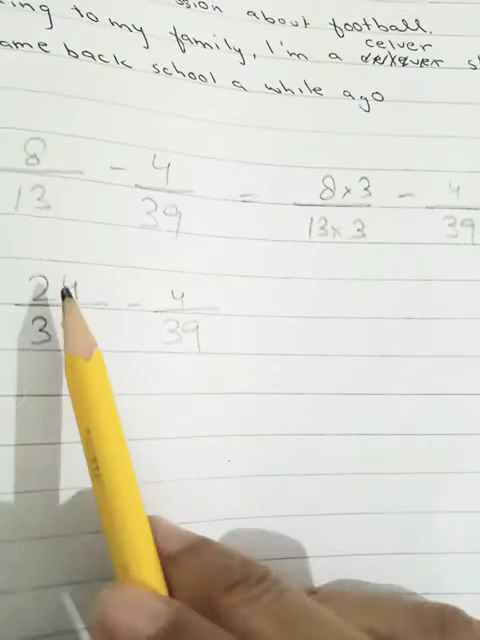 sion about football.
ing to my family, I'm a celver
ame back school a while ago
8/13 - 4/39 = 8×3/13×3 - 4/39
24/3 - 4/39